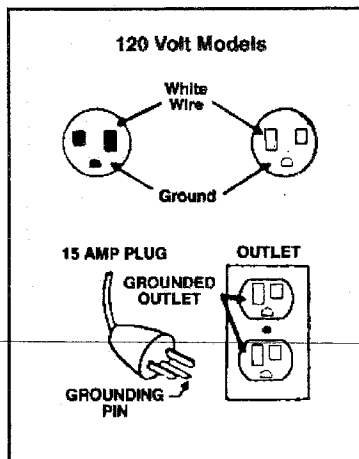 120 Volt Models
White
Wire
Ground
15 AMP PLUG
OUTLET
GROUNDED
OUTLET
GROUNDING
PIN